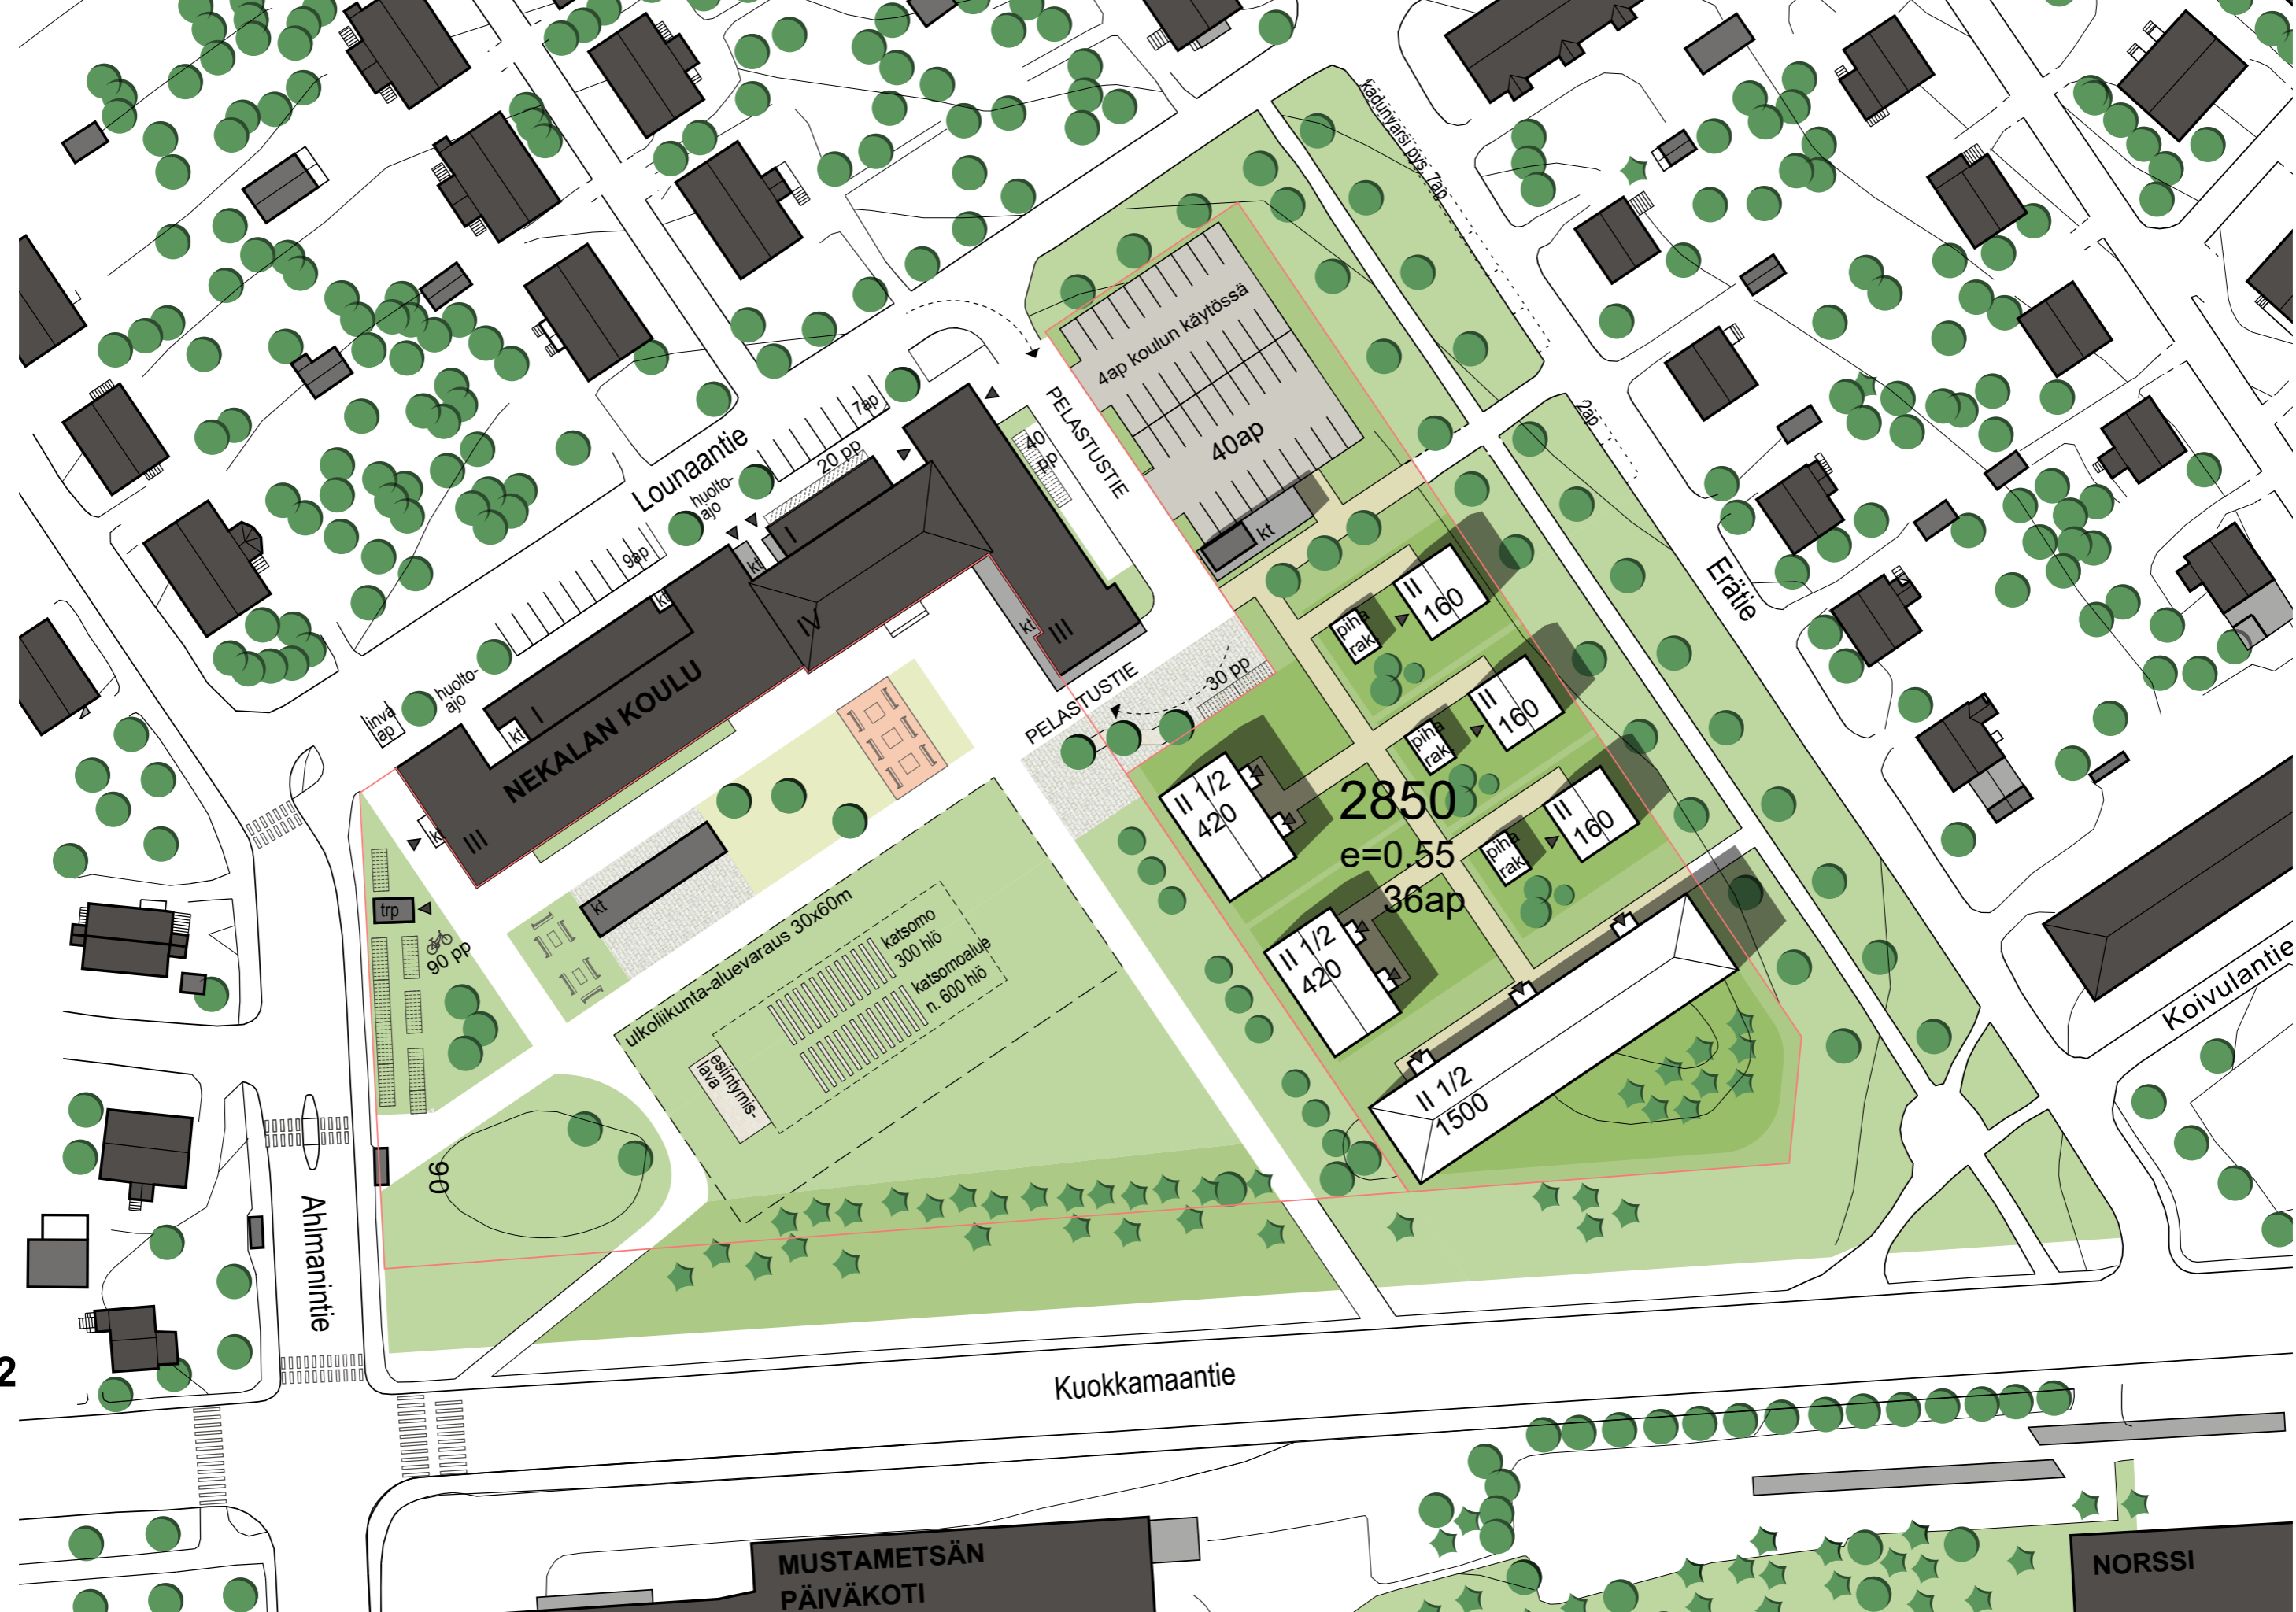 kadunvarsi pys. 7ap
4ap koulun käytössä
40ap
PELASTUSTIE
40
pp
7ap
20 pp
Lounaantie
huolto-
ajo
9ap
2ap
Erätie
kt
kt
kt
I
IV
kt
III
II
160
piha
rak.
30 pp
PELASTUSTIE
II
160
piha
rak.
huolto-
ajo
inva
ap
I
kt
NEKALAN KOULU
III
kt
II 1/2
420
2850
e=0.55
36ap
II
160
piha
rak.
kt
trp
90 pp
ulkoliikunta-aluevaraus 30x60m
katsomo
300 hlö
katsomoalue
n. 600 hlö
esiintymis-
lava
II 1/2
420
II 1/2
1500
Koivulantie
90
Ahlmanintie
2
Kuokkamaantie
MUSTAMETSÄN
PÄIVÄKOTI
NORSSI